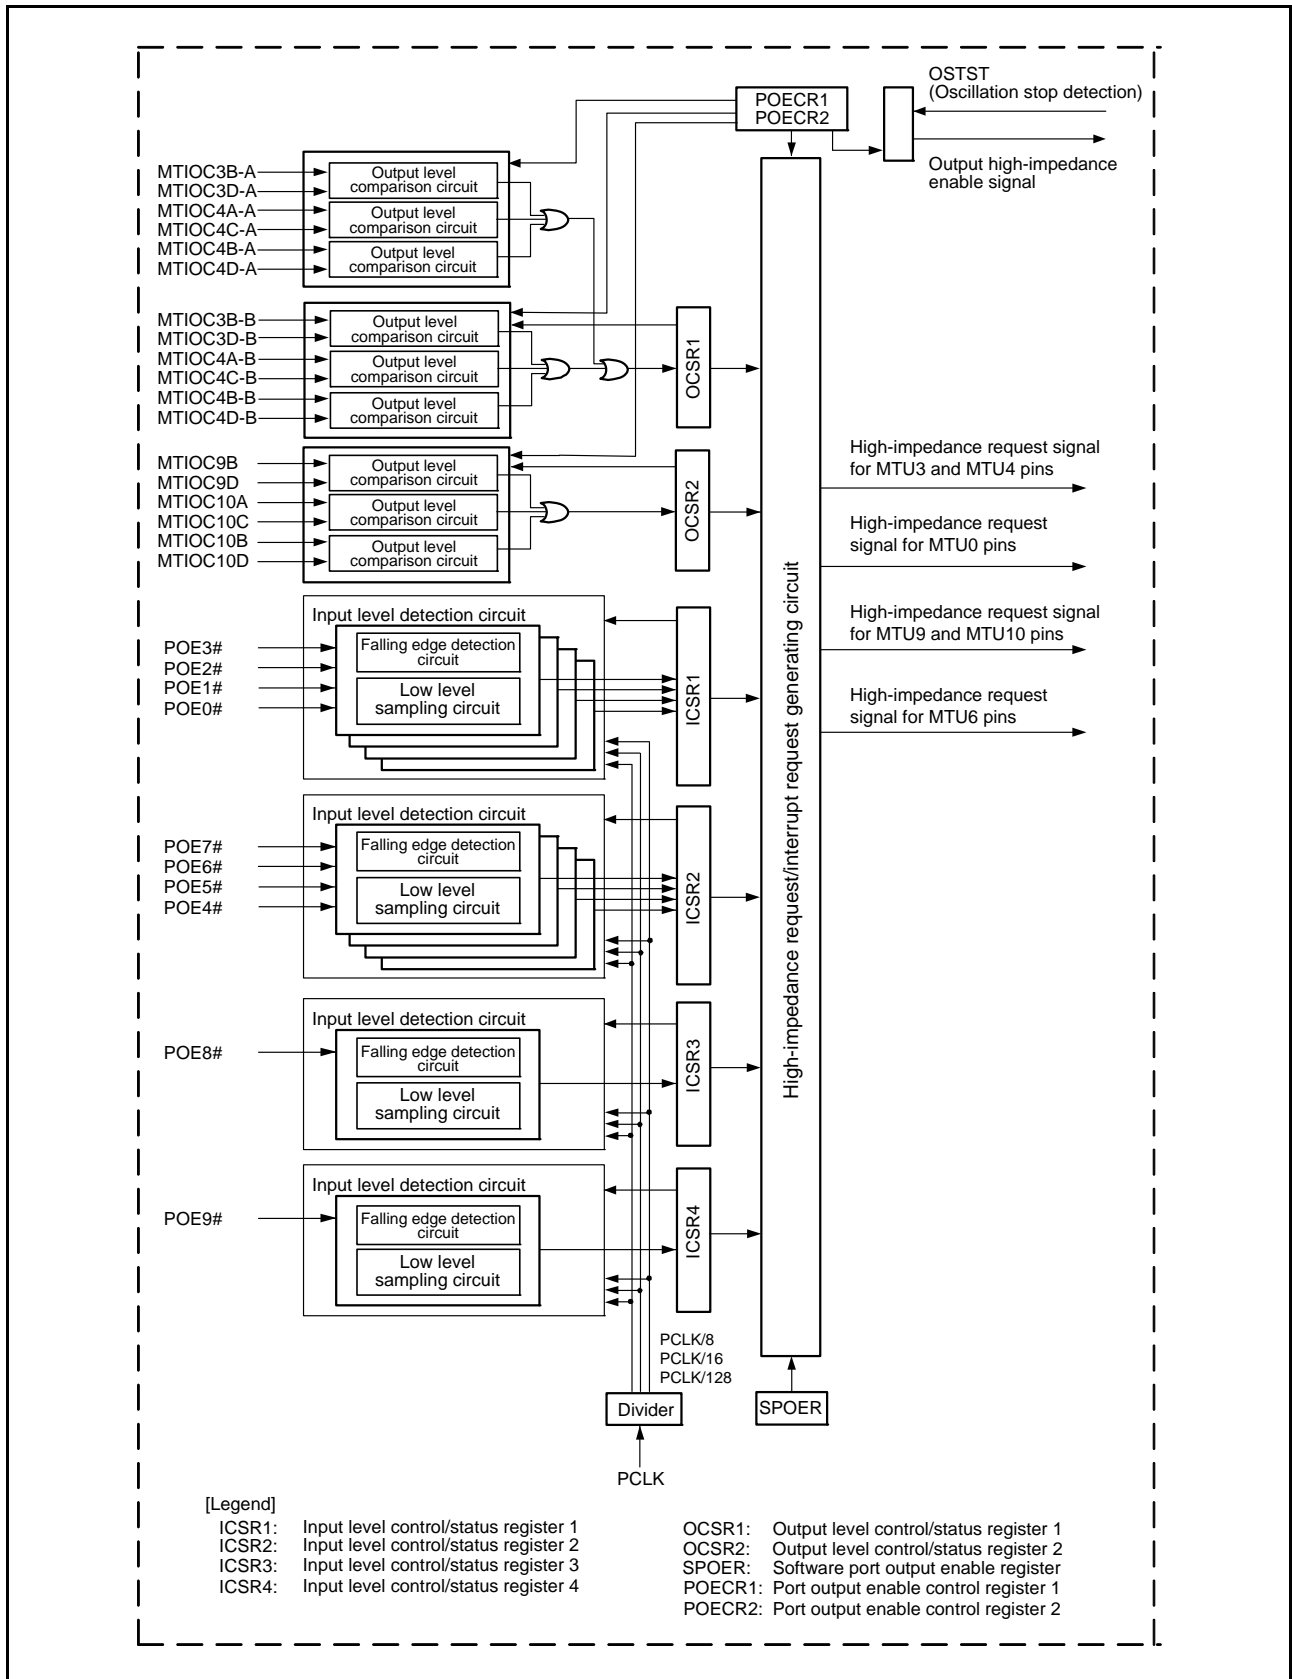 POECR1
POECR2
OSTST
(Oscillation stop detection)
Output high-impedance
enable signal
MTIOC3B-A
MTIOC3D-A
MTIOC4A-A
MTIOC4C-A
MTIOC4B-A
MTIOC4D-A
Output level
comparison circuit
Output level
comparison circuit
Output level
comparison circuit
MTIOC3B-B
MTIOC3D-B
MTIOC4A-B
MTIOC4C-B
MTIOC4B-B
MTIOC4D-B
Output level
comparison circuit
Output level
comparison circuit
Output level
comparison circuit
OCSR1
MTIOC9B
MTIOC9D
MTIOC10A
MTIOC10C
MTIOC10B
MTIOC10D
Output level
comparison circuit
Output level
comparison circuit
Output level
comparison circuit
OCSR2
High-impedance request/interrupt request generating circuit
High-impedance request signal
for MTU3 and MTU4 pins
High-impedance request
signal for MTU0 pins
High-impedance request signal
for MTU9 and MTU10 pins
High-impedance request
signal for MTU6 pins
POE3#
POE2#
POE1#
POE0#
Input level detection circuit
Falling edge detection
circuit
Low level
sampling circuit
ICSR1
POE7#
POE6#
POE5#
POE4#
Input level detection circuit
Falling edge detection
circuit
Low level
sampling circuit
ICSR2
POE8#
Input level detection circuit
Falling edge detection
circuit
Low level
sampling circuit
ICSR3
POE9#
Input level detection circuit
Falling edge detection
circuit
Low level
sampling circuit
ICSR4
PCLK/8
PCLK/16
PCLK/128
Divider
PCLK
SPOER
[Legend]
ICSR1: Input level control/status register 1
ICSR2: Input level control/status register 2
ICSR3: Input level control/status register 3
ICSR4: Input level control/status register 4
OCSR1: Output level control/status register 1
OCSR2: Output level control/status register 2
SPOER: Software port output enable register
POECR1: Port output enable control register 1
POECR2: Port output enable control register 2